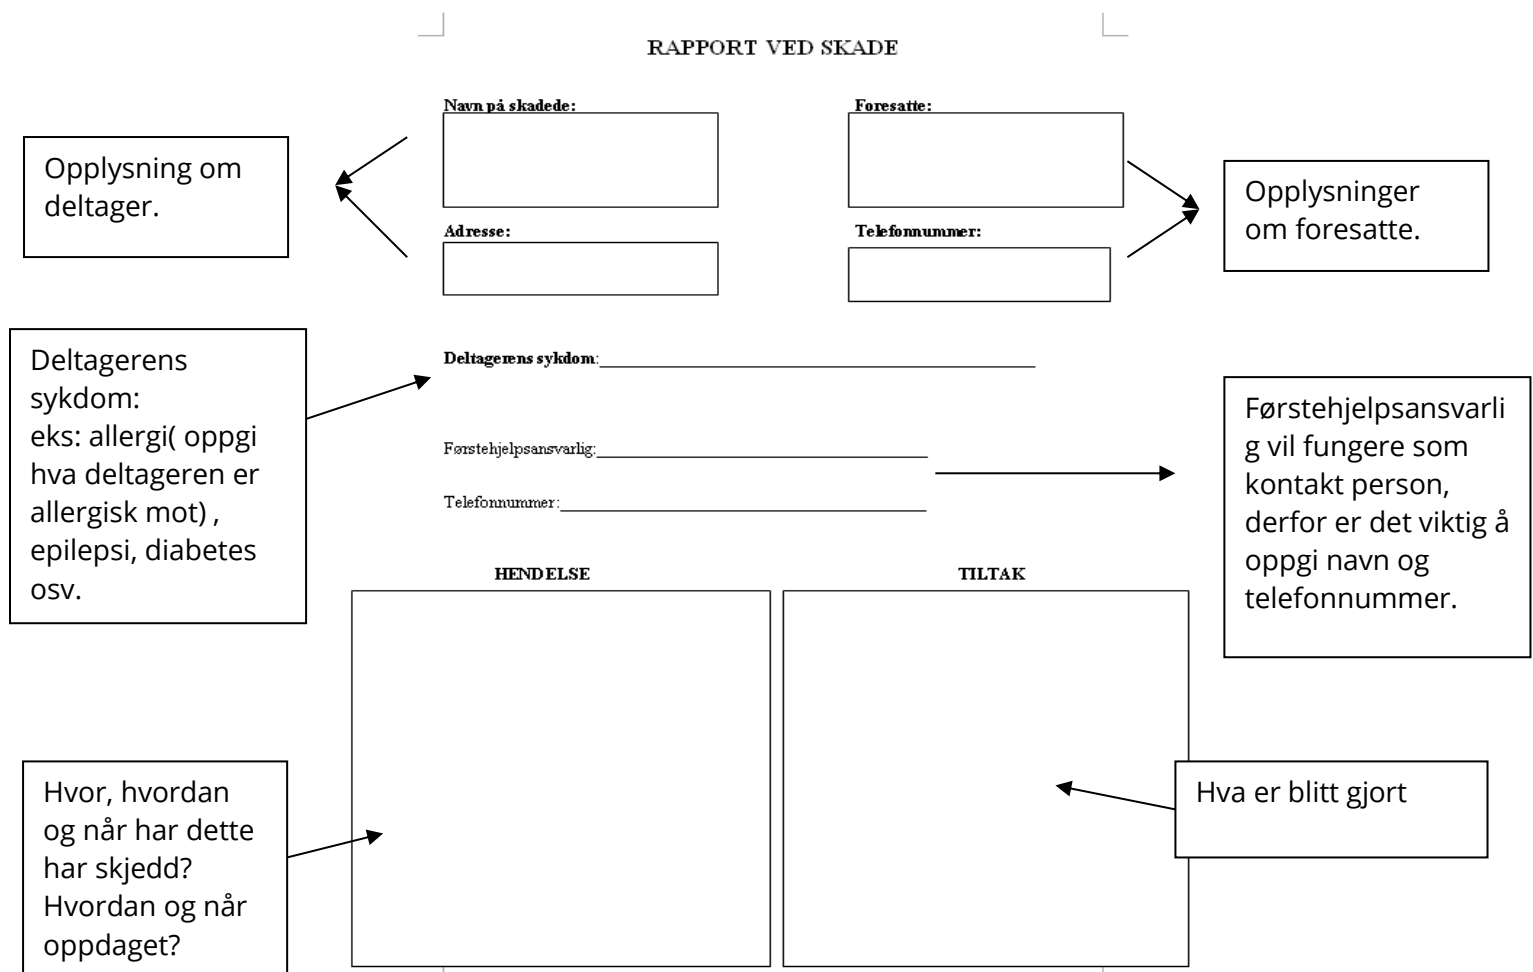 RAPPORT VED SKADE
Navn på skadede:
Foresatte:
Opplysning om
deltager.
Opplysninger
om foresatte.
Adresse:
Telefonnummer:
Deltagerens
sykdom:
eks: allergi( oppgi
hva deltageren er
allergisk mot) ,
epilepsi, diabetes
osv.
Deltagerens sykdom:
Førstehjelpsansvarlig:
Telefonnummer:
Førstehjelpsansvarli
g vil fungere som
kontakt person,
derfor er det viktig å
oppgi navn og
telefonnummer.
HENDELSE
TILTAK
Hvor, hvordan
og når har dette
har skjedd?
Hvordan og når
oppdaget?
Hva er blitt gjort